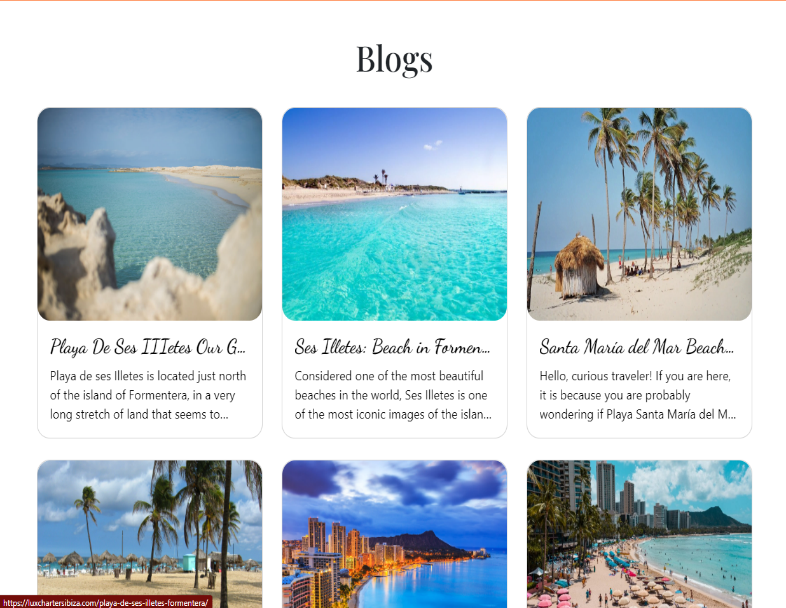 Blogs
Playa De Ses IIIetes Our G...
Ses Illetes: Beach in Formen...
Santa María del Mar Beach...
Playa de ses Illetes is located just north
of the island of Formentera, in a very
long stretch of land that seems to...
Considered one of the most beautiful
beaches in the world, Ses Illetes is one
of the most iconic images of the islan...
Hello, curious traveler! If you are here,
it is because you are probably
wondering if Playa Santa María del M...
https://luxchartersibiza.com/playa-de-ses-illetes-formentera/